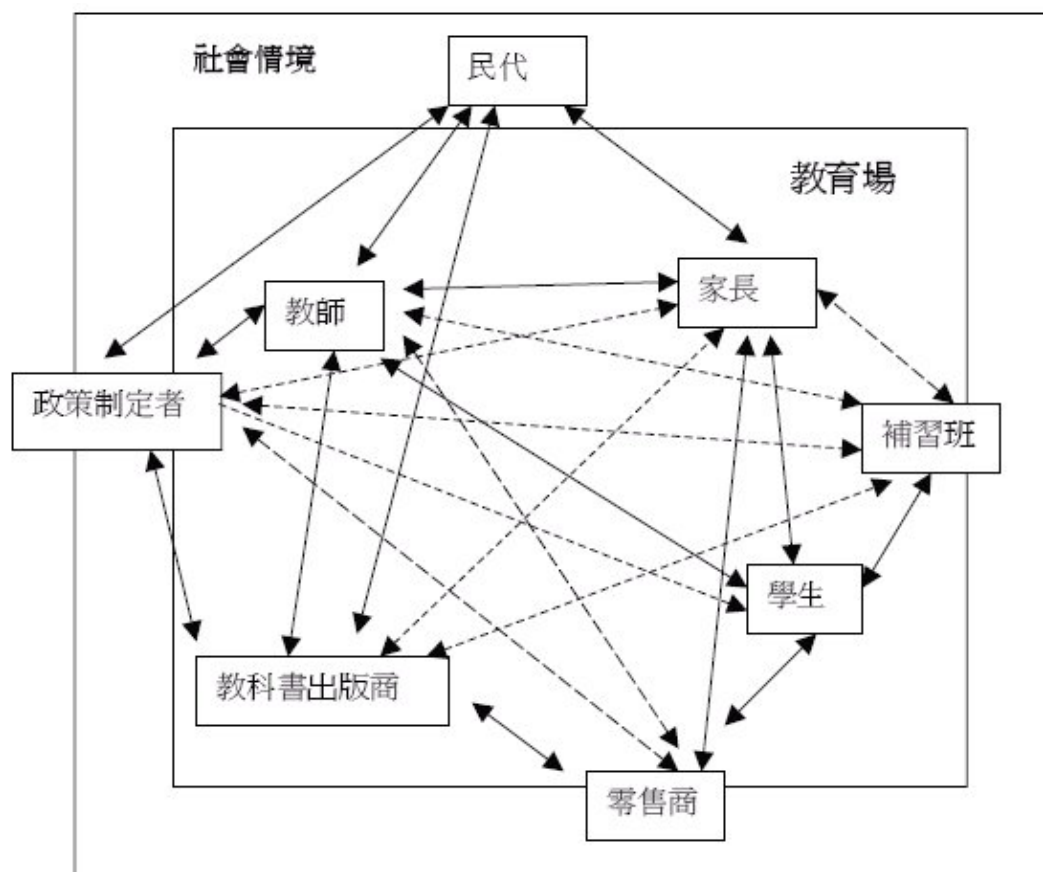 社會情境
民代
教育場
家長
教師
政策制定者
補習班
學生
教科書出版商
零售商